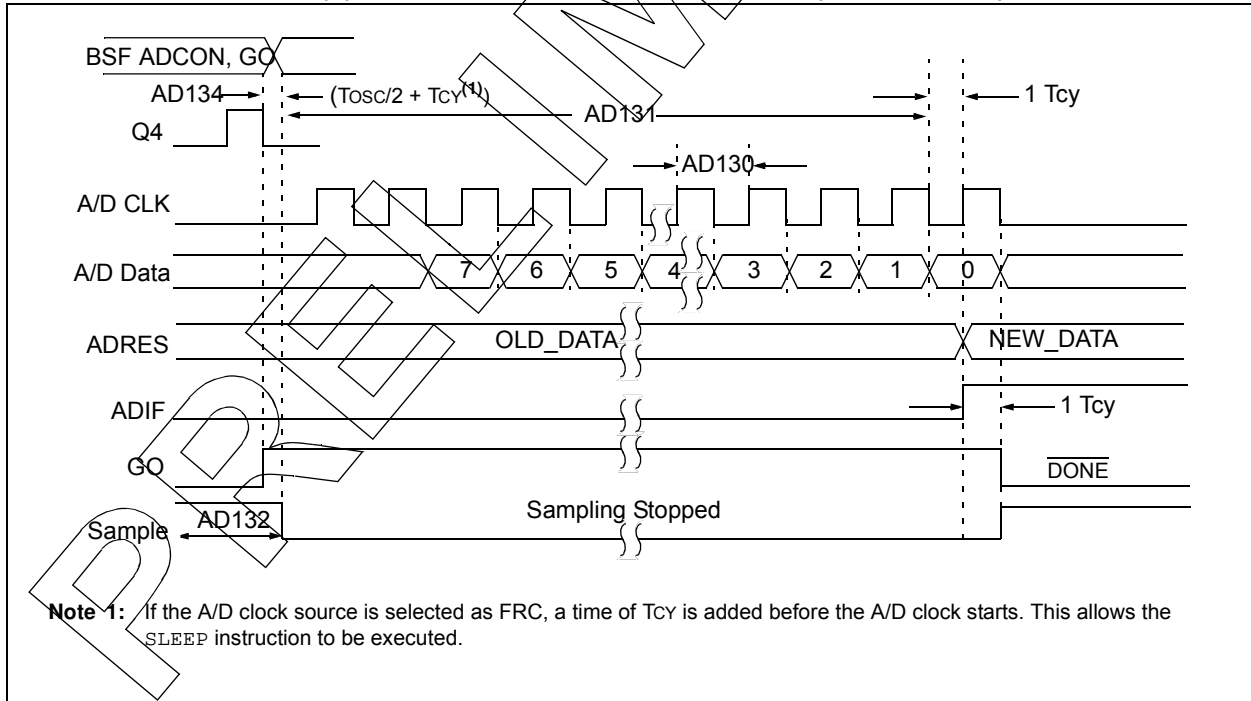 BSF ADCON, GO
AD134
(TOSC/2 + TCY(1))
1 Tcy
AD131
Q4
AD130
A/D CLK
A/D Data
7 6 5 4 3 2 1 0
ADRES
OLD_DATA
NEW_DATA
ADIF
1 Tcy
GO
DONE
Sample
AD132
Sampling Stopped
Note 1: If the A/D clock source is selected as FRC, a time of TCY is added before the A/D clock starts. This allows the
SLEEP instruction to be executed.